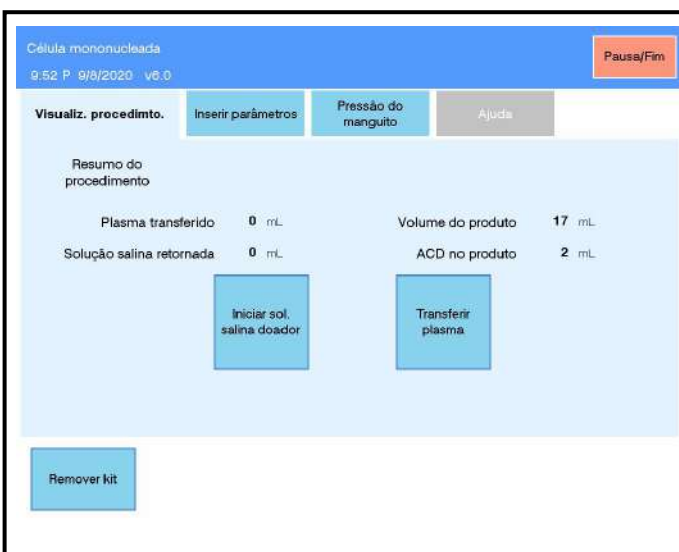 Célula mononucleada
9:52 P 9/8/2020 v6.0
Pausa/Fim
Visualiz. procedimto.
Inserir parâmetros
Pressão do
manguito
Ajuda
Resumo do
procedimento
Plasma transferido 0 mL
Volume do produto 17 mL
Solução salina retornada 0 mL
ACD no produto 2 mL
Iniciar sol.
salina doador
Transferir
plasma
Remover kit